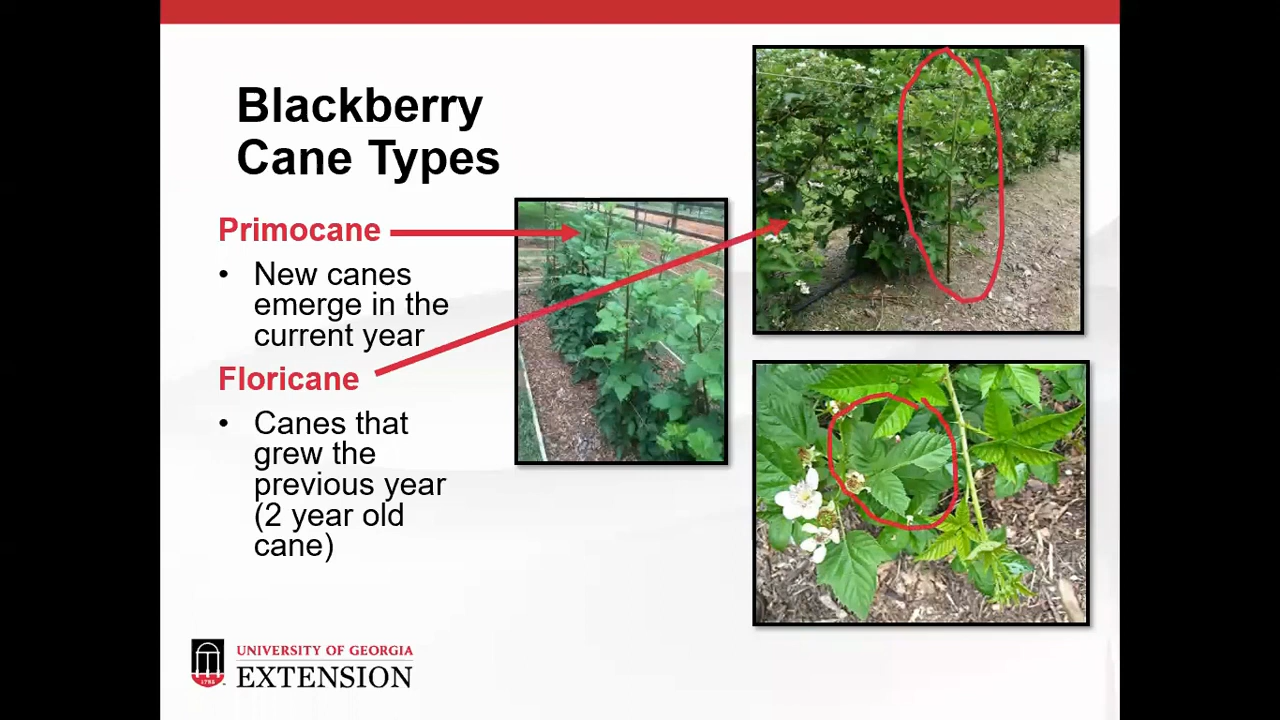 Blackberry
Cane Types
Primocane
• New canes
emerge in the
current year
Floricane
• Canes that
grew the
previous year
(2 year old
cane)
1785
UNIVERSITY OF GEORGIA
EXTENSION